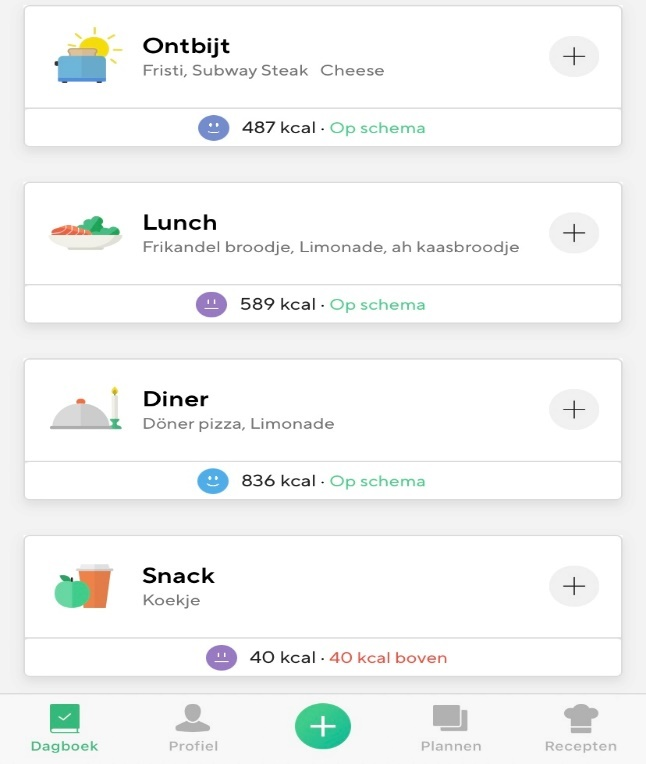 Ontbijt
Fristi, Subway Steak Cheese
487 kcal · Op schema
Lunch
Frikandel broodje, Limonade, ah kaasbroodje
589 kcal · Op schema
Diner
Döner pizza, Limonade
836 kcal · Op schema
Snack
Koekje
40 kcal · 40 kcal boven
Dagboek Profiel Plannen Recepten